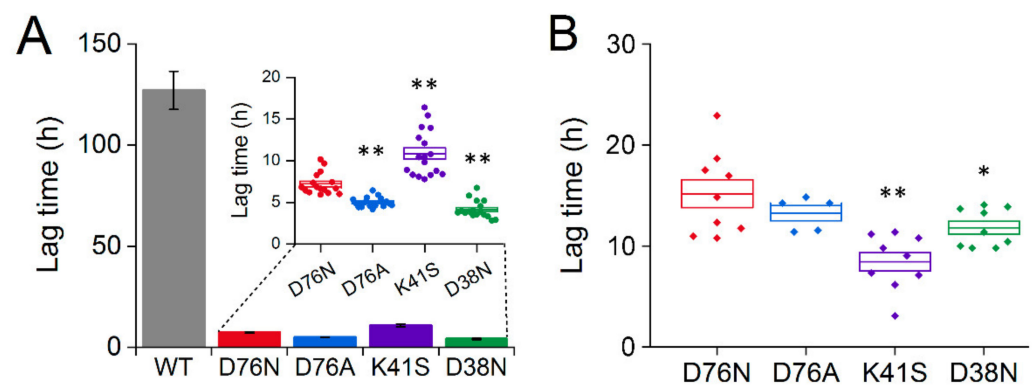 A
B
Lag time (h)
150
100
50
0
WT
D76N
D76A
K41S
D38N
Lag time (h)
20
15
10
5
0
**
**
**
D76N
D76A
K41S
D38N
Lag time (h)
30
20
10
0
**
*
D76N
D76A
K41S
D38N